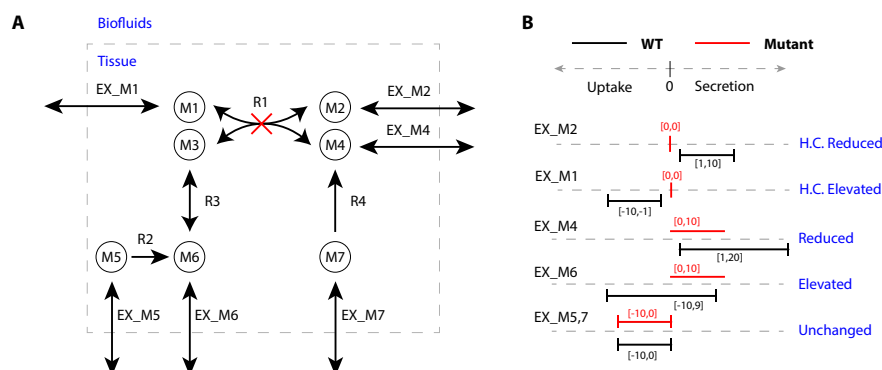 A
Biofluids
Tissue
EX_M1
M1
R1
M2
EX_M2
M3
M4
EX_M4
R3
R4
R2
M5
M6
M7
EX_M5
EX_M6
EX_M7
B
WT
Mutant
Uptake
0
Secretion
EX_M2
[0,0]
H.C. Reduced
[1,10]
EX_M1
[0,0]
H.C. Elevated
[-10,-1]
EX_M4
[0,10]
Reduced
[1,20]
EX_M6
[0,10]
Elevated
[-10,9]
EX_M5,7
[-10,0]
Unchanged
[-10,0]